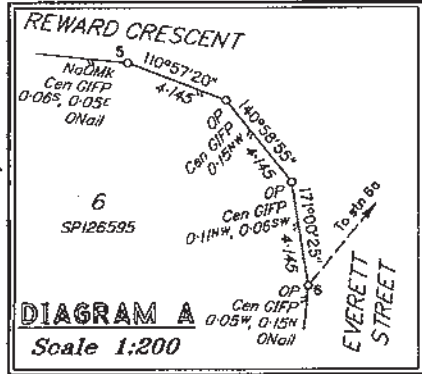 REWARD CRESCENT
5
110°57'20"
4·145
NaOMK
Cen GIFP
0·06S, 0·05E
ONail
140°58'55"
4·145
OP
Cen GIFP
0·15NW
6
SP126595
171°00'25"
4·145
OP
Cen GIFP
0·11NW, 0·06SW
To stn 6a
OP
6
Cen GIFP
0·05W, 0·15N
ONail
EVERETT
STREET
DIAGRAM A
Scale 1:200